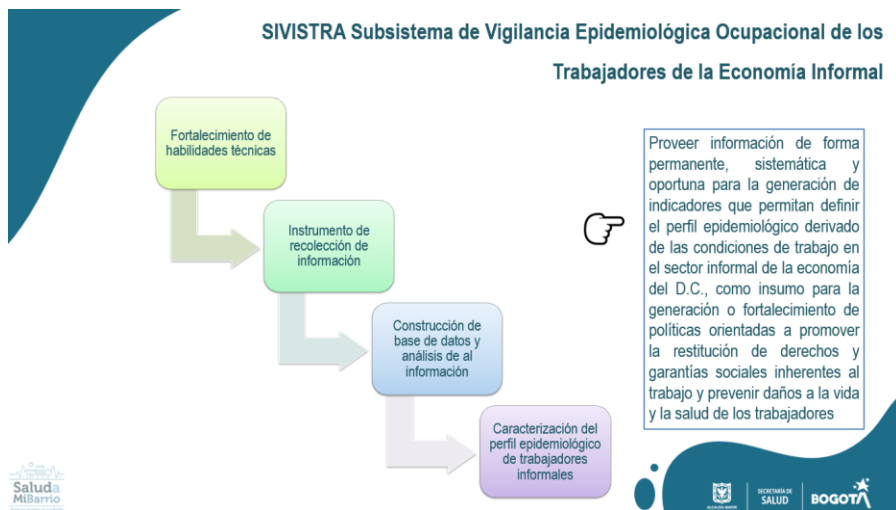 SIVISTRA Subsistema de Vigilancia Epidemiológica Ocupacional de los
Trabajadores de la Economía Informal
Fortalecimiento de
habilidades técnicas
Instrumento de
recolección de
información
Construcción de
base de datos y
análisis de al
información
Caracterización del
perfil epidemiológico
de trabajadores
informales
Proveer información de forma
permanente, sistemática y
oportuna para la generación de
indicadores que permitan definir
el perfil epidemiológico derivado
de las condiciones de trabajo en
el sector informal de la economía
del D.C., como insumo para la
generación o fortalecimiento de
políticas orientadas a promover
la restitución de derechos y
garantías sociales inherentes al
trabajo y prevenir daños a la vida
y la salud de los trabajadores
Saluda
MiBarrio
ALCALDÍA MAYOR
SECRETARÍA DE
SALUD
BOGOTÁ